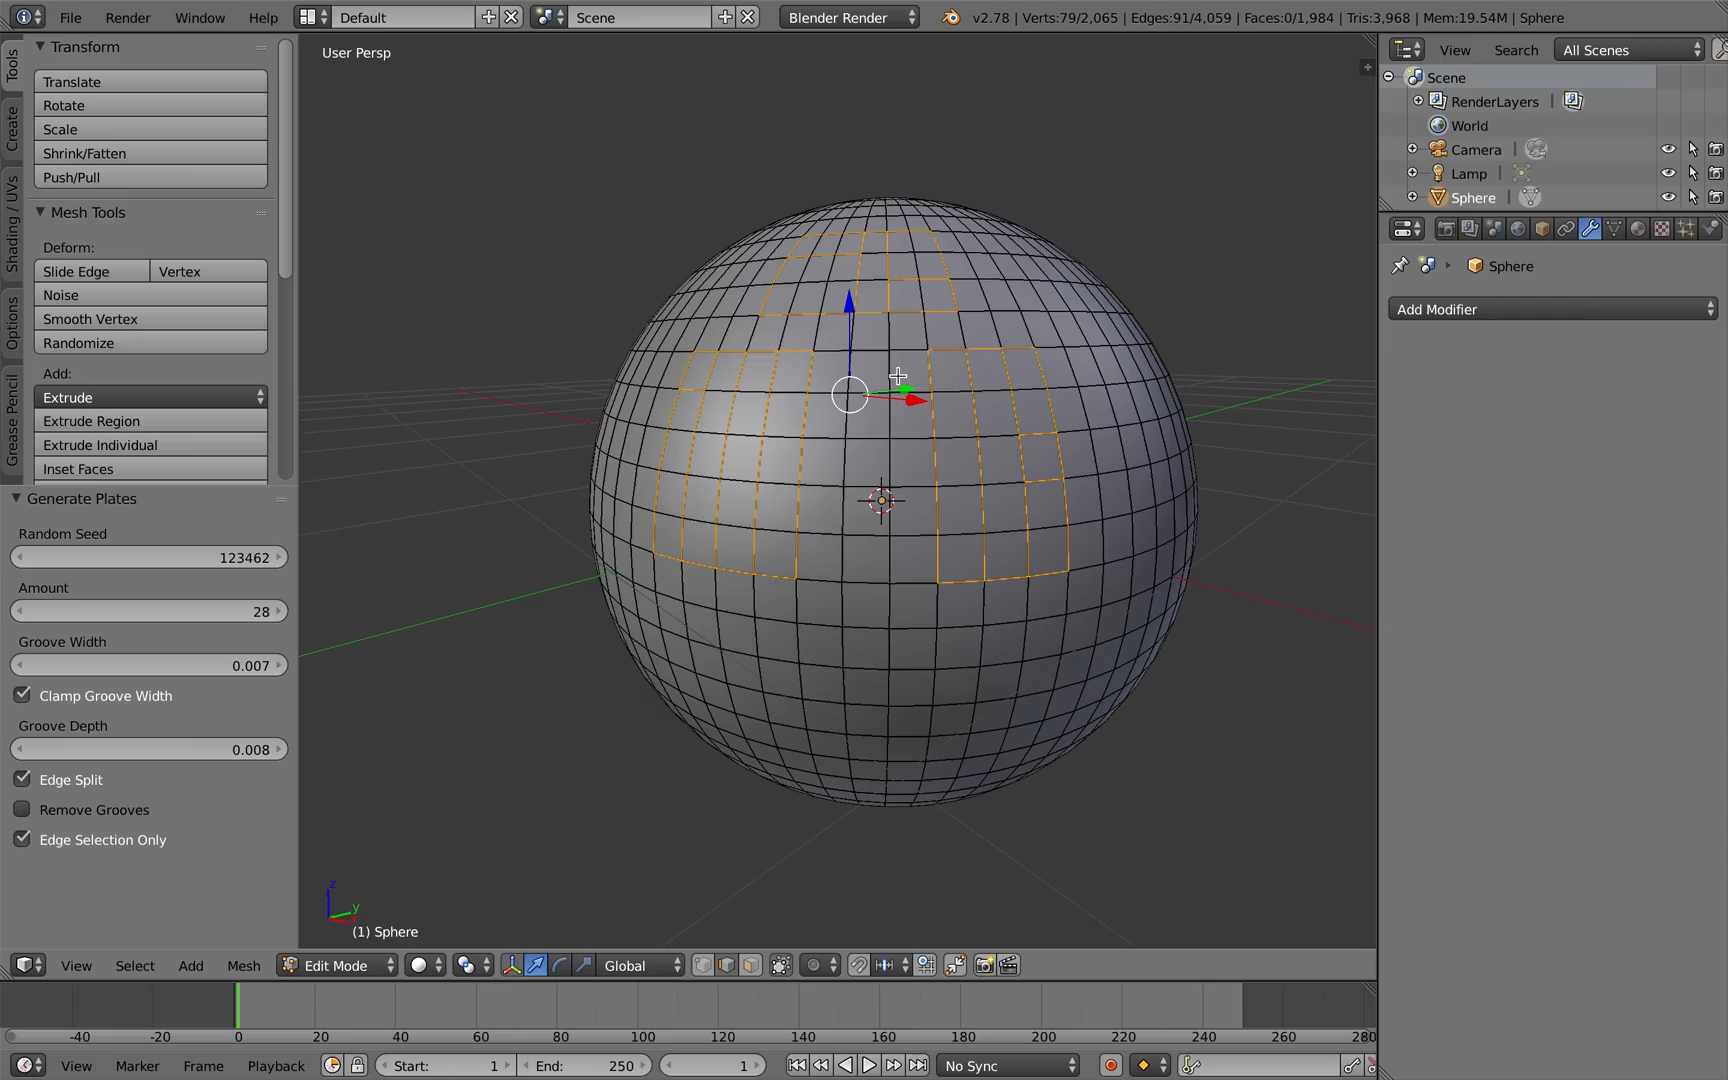 File Render Window Help Default Scene Blender Render v2.78 | Verts:79/2,065 | Edges:91/4,059 | Faces:0/1,984 | Tris:3,968 | Mem:19.54M | Sphere
Tools
Create
Shading / UVs
Options
Grease Pencil
Transform
Translate
Rotate
Scale
Shrink/Fatten
Push/Pull
Mesh Tools
Deform:
Slide Edge Vertex
Noise
Smooth Vertex
Randomize
Add:
Extrude
Extrude Region
Extrude Individual
Inset Faces
Generate Plates
Random Seed
123462
Amount
28
Groove Width
0.007
Clamp Groove Width
Groove Depth
0.008
Edge Split
Remove Grooves
Edge Selection Only
User Persp
z
y
(1) Sphere
View Search All Scenes
Scene
RenderLayers
World
Camera
Lamp
Sphere
Sphere
Add Modifier
View Select Add Mesh Edit Mode Global
-40 -20 0 20 40 60 80 100 120 140 160 180 200 220 240 260 280
View Marker Frame Playback Start: 1 End: 250 1 No Sync